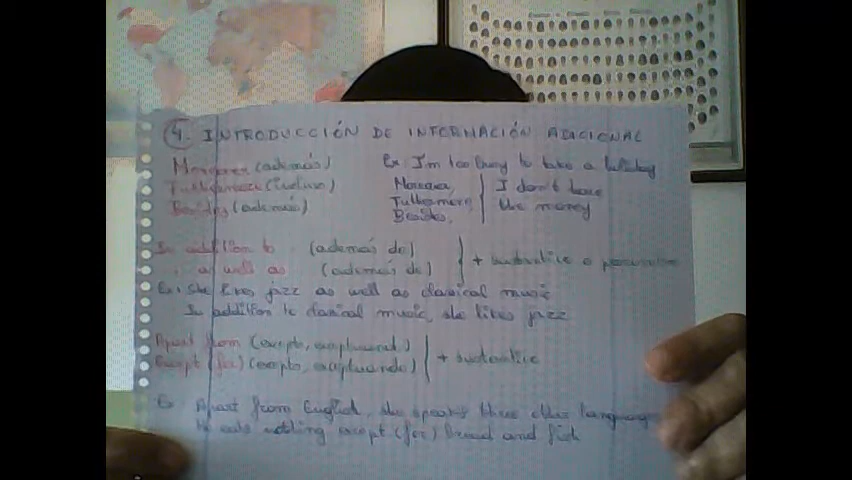 4. INTRODUCCIÓN DE INFORMACIÓN ADICIONAL
Moreover (además)
Furthermore (incluso)
Besides (además)
Ex I'm too busy to take a holiday
Moreover,
Furthermore,
Besides,
I don't have
the money
In addition to (además de)
as well as (además de)
+ sustantivo o pronombre
Ex: She likes jazz as well as classical music
In addition to classical music, she likes jazz
Apart from (excepto, exceptuando)
Except (for) (excepto, exceptuando)
+ sustantivo
Ex Apart from English, she speaks three other languages
He eats nothing except (for) bread and fish